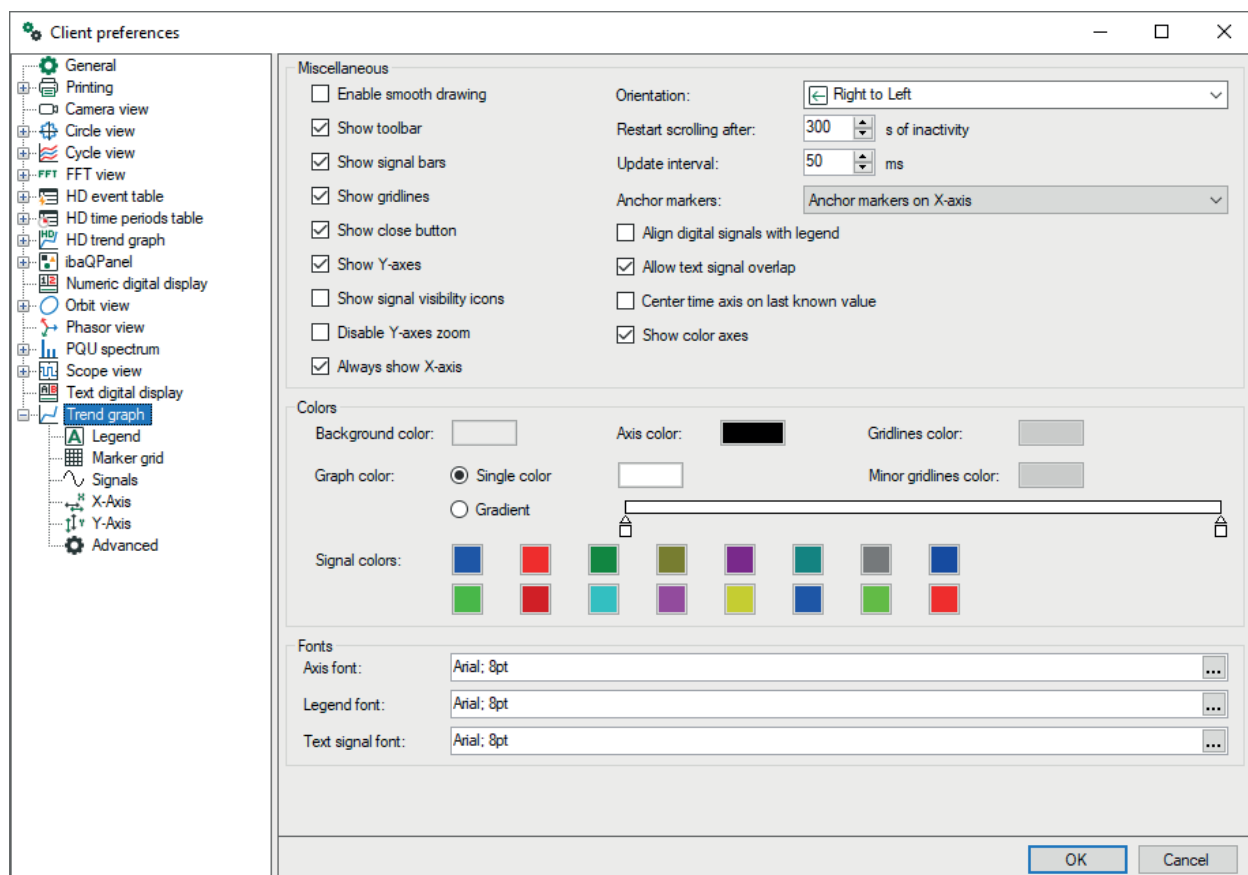 Client preferences
General
Printing
Camera view
Circle view
Cycle view
FFT FFT view
HD event table
HD time periods table
HD HD trend graph
ibaQPanel
12 Numeric digital display
Orbit view
Phasor view
PQU spectrum
Scope view
AB Text digital display
Trend graph
A Legend
Marker grid
Signals
X X-Axis
Y Y-Axis
Advanced
Miscellaneous
Enable smooth drawing
Show toolbar
Show signal bars
Show gridlines
Show close button
Show Y-axes
Show signal visibility icons
Disable Y-axes zoom
Always show X-axis
Orientation: Right to Left
Restart scrolling after: 300 s of inactivity
Update interval: 50 ms
Anchor markers: Anchor markers on X-axis
Align digital signals with legend
Allow text signal overlap
Center time axis on last known value
Show color axes
Colors
Background color: Axis color: Gridlines color:
Graph color: Single color Minor gridlines color:
Gradient
Signal colors:
Fonts
Axis font: Arial; 8pt ...
Legend font: Arial; 8pt ...
Text signal font: Arial; 8pt ...
OK Cancel